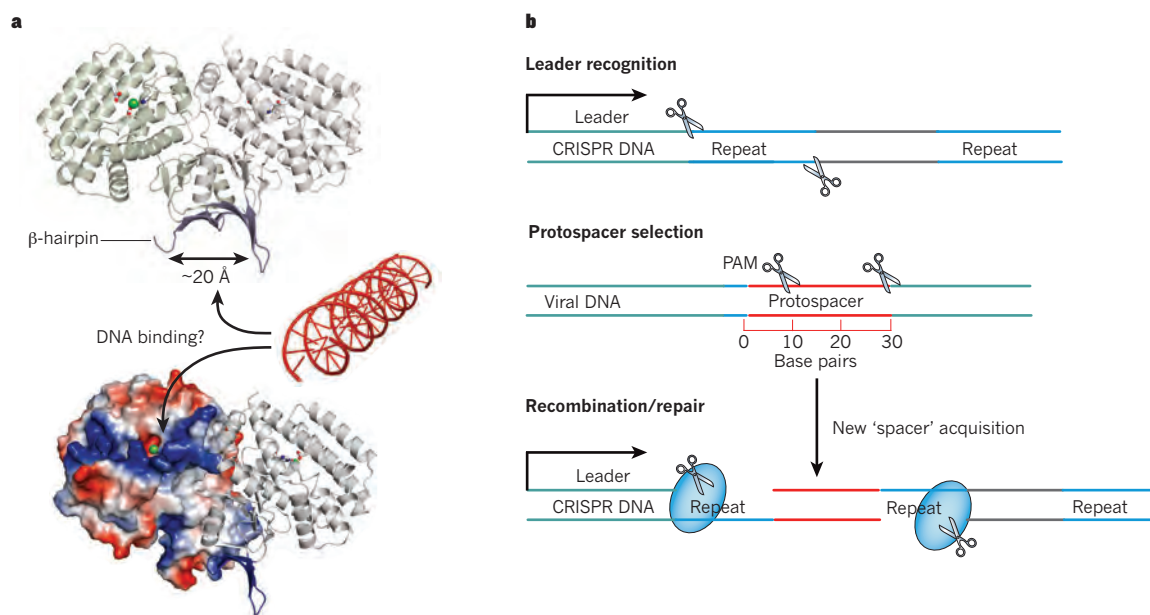 a
β-hairpin
~20 Å
DNA binding?
b
Leader recognition
Leader
CRISPR DNA
Repeat
Repeat
Protospacer selection
PAM
Viral DNA
Protospacer
0 10 20 30
Base pairs
New ‘spacer’ acquisition
Recombination/repair
Leader
CRISPR DNA
Repeat
Repeat
Repeat